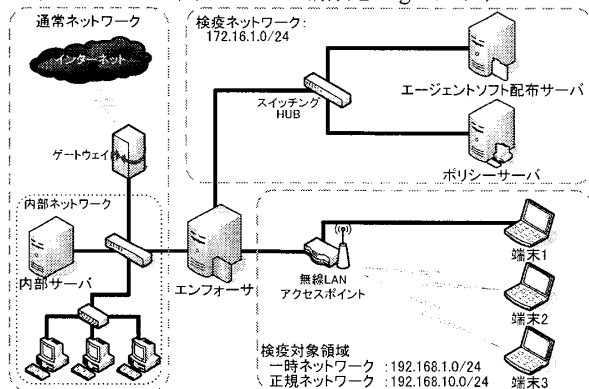 通常ネットワーク
インターネット
ゲートウェイ
内部ネットワーク
内部サーバ
エンフォーサ
検疫ネットワーク:
172.16.1.0/24
スイッチング
HUB
エージェントソフト配布サーバ
ポリシーサーバ
無線LAN
アクセスポイント
端末1
端末2
端末3
検疫対象領域
一時ネットワーク :192.168.1.0/24
正規ネットワーク :192.168.10.0/24